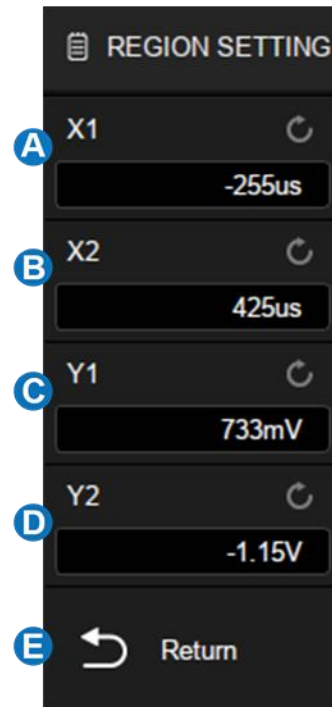 REGION SETTING
A
X1
-255us
B
X2
425us
C
Y1
733mV
D
Y2
-1.15V
E
Return